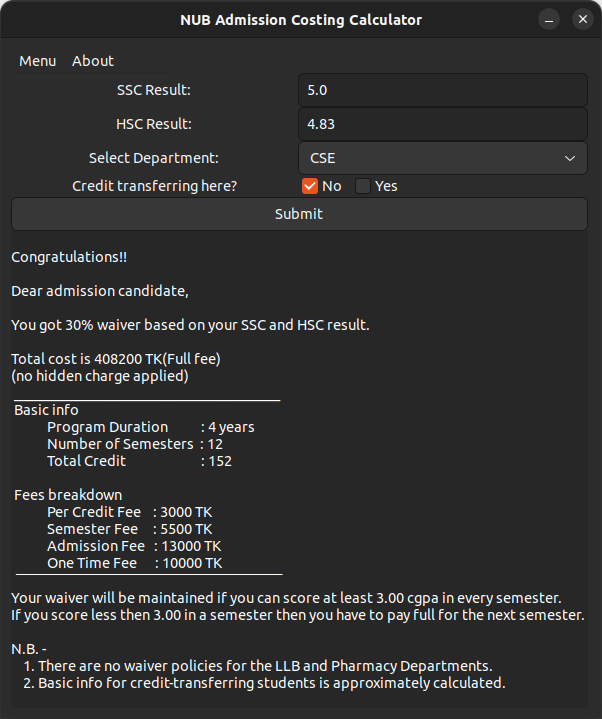 NUB Admission Costing Calculator
Menu About
SSC Result: 5.0
HSC Result: 4.83
Select Department: CSE
Credit transferring here? No Yes
Submit
Congratulations!!
Dear admission candidate,
You got 30% waiver based on your SSC and HSC result.
Total cost is 408200 TK(Full fee)
(no hidden charge applied)
Basic info
Program Duration : 4 years
Number of Semesters : 12
Total Credit : 152
Fees breakdown
Per Credit Fee : 3000 TK
Semester Fee : 5500 TK
Admission Fee : 13000 TK
One Time Fee : 10000 TK
Your waiver will be maintained if you can score at least 3.00 cgpa in every semester.
If you score less then 3.00 in a semester then you have to pay full for the next semester.
N.B. -
1. There are no waiver policies for the LLB and Pharmacy Departments.
2. Basic info for credit-transferring students is approximately calculated.